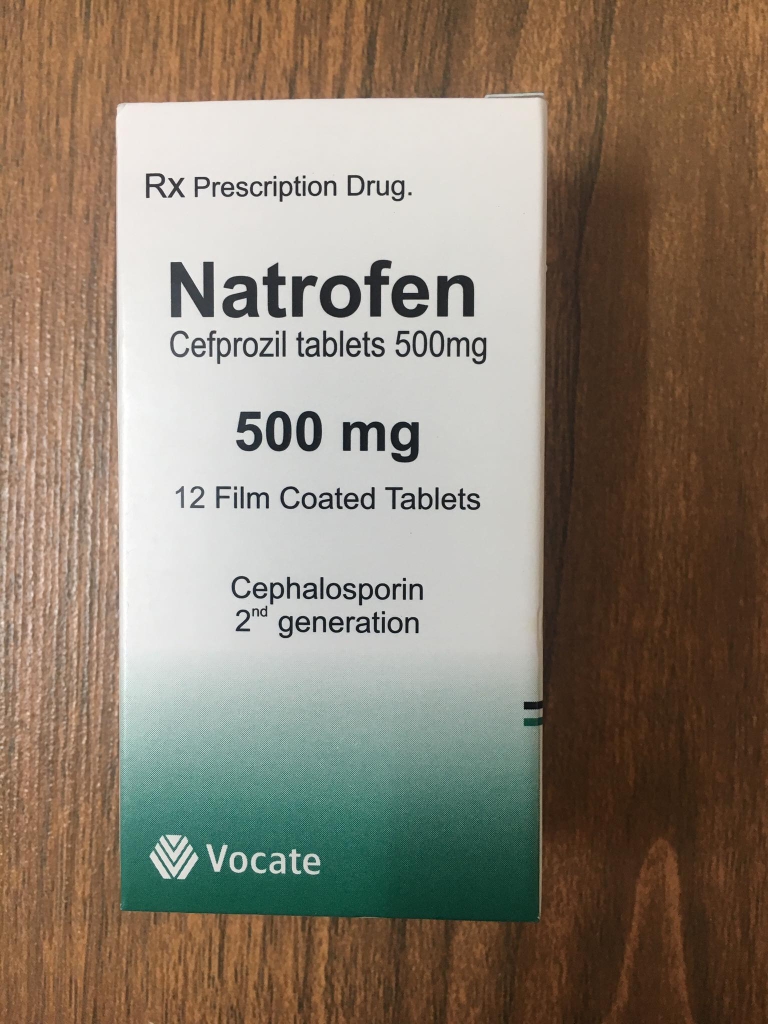 Rx Prescription Drug.
Natrofen
Cefprozil tablets 500mg
500 mg
12 Film Coated Tablets
Cephalosporin
2nd generation
Vocate